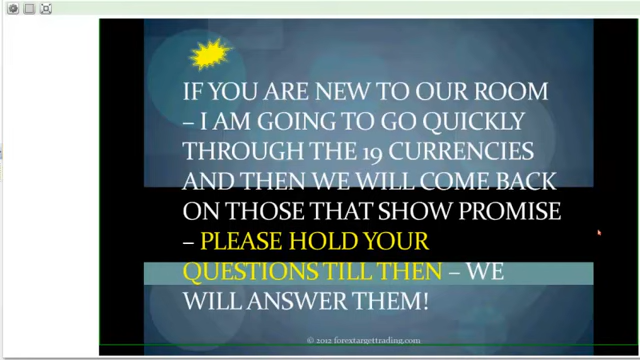 IF YOU ARE NEW TO OUR ROOM
– I AM GOING TO GO QUICKLY
THROUGH THE 19 CURRENCIES
AND THEN WE WILL COME BACK
ON THOSE THAT SHOW PROMISE
– PLEASE HOLD YOUR
QUESTIONS TILL THEN – WE
WILL ANSWER THEM!
© 2012 forextargettrading.com